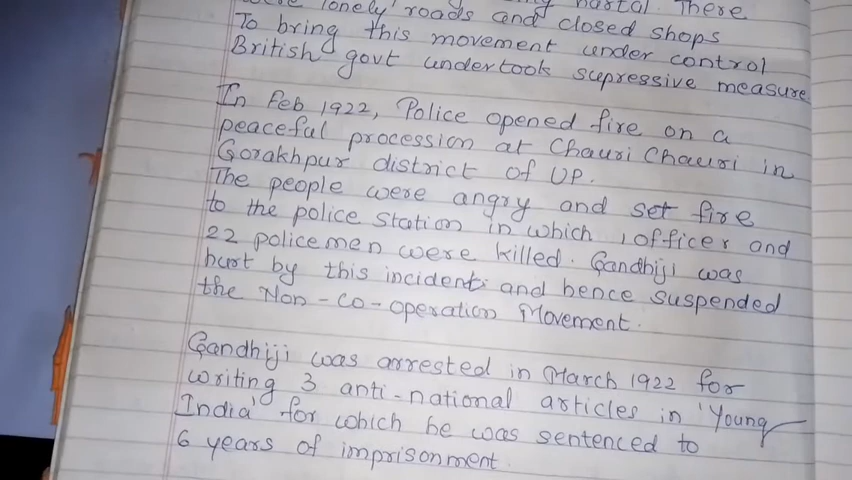 lonely roads and closed shops
To bring this movement under control
British govt undertook supressive measure
In Feb 1922, Police opened fire on a
peaceful procession at Chauri Chauri in
Gorakhpur district of UP.
The people were angry and set fire
to the police station in which 1 officer and
22 policemen were killed. Gandhiji was
hurt by this incident and hence suspended
the Non-co-operation Movement.
Gandhiji was arrested in March 1922 for
writing 3 anti-national articles in 'Young
India' for which he was sentenced to
6 years of imprisonment.